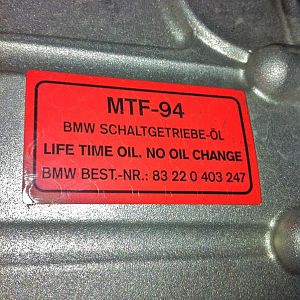 MTF-94
BMW SCHALTGETRIEBE-ÖL
LIFE TIME OIL. NO OIL CHANGE
BMW BEST.-NR.: 83 22 0 403 247